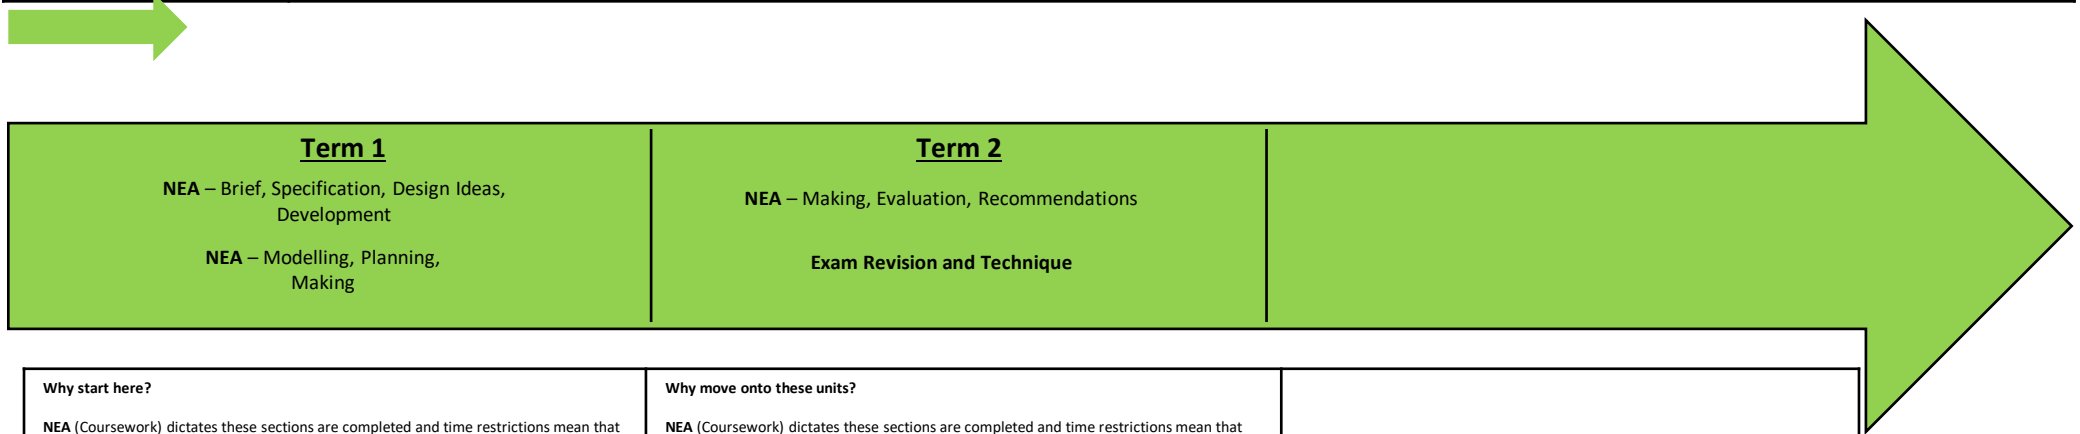 Term 1
NEA – Brief, Specification, Design Ideas,
Development
NEA – Modelling, Planning,
Making
Term 2
NEA – Making, Evaluation, Recommendations
Exam Revision and Technique
Why start here?
NEA (Coursework) dictates these sections are completed and time restrictions mean that
Why move onto these units?
NEA (Coursework) dictates these sections are completed and time restrictions mean that